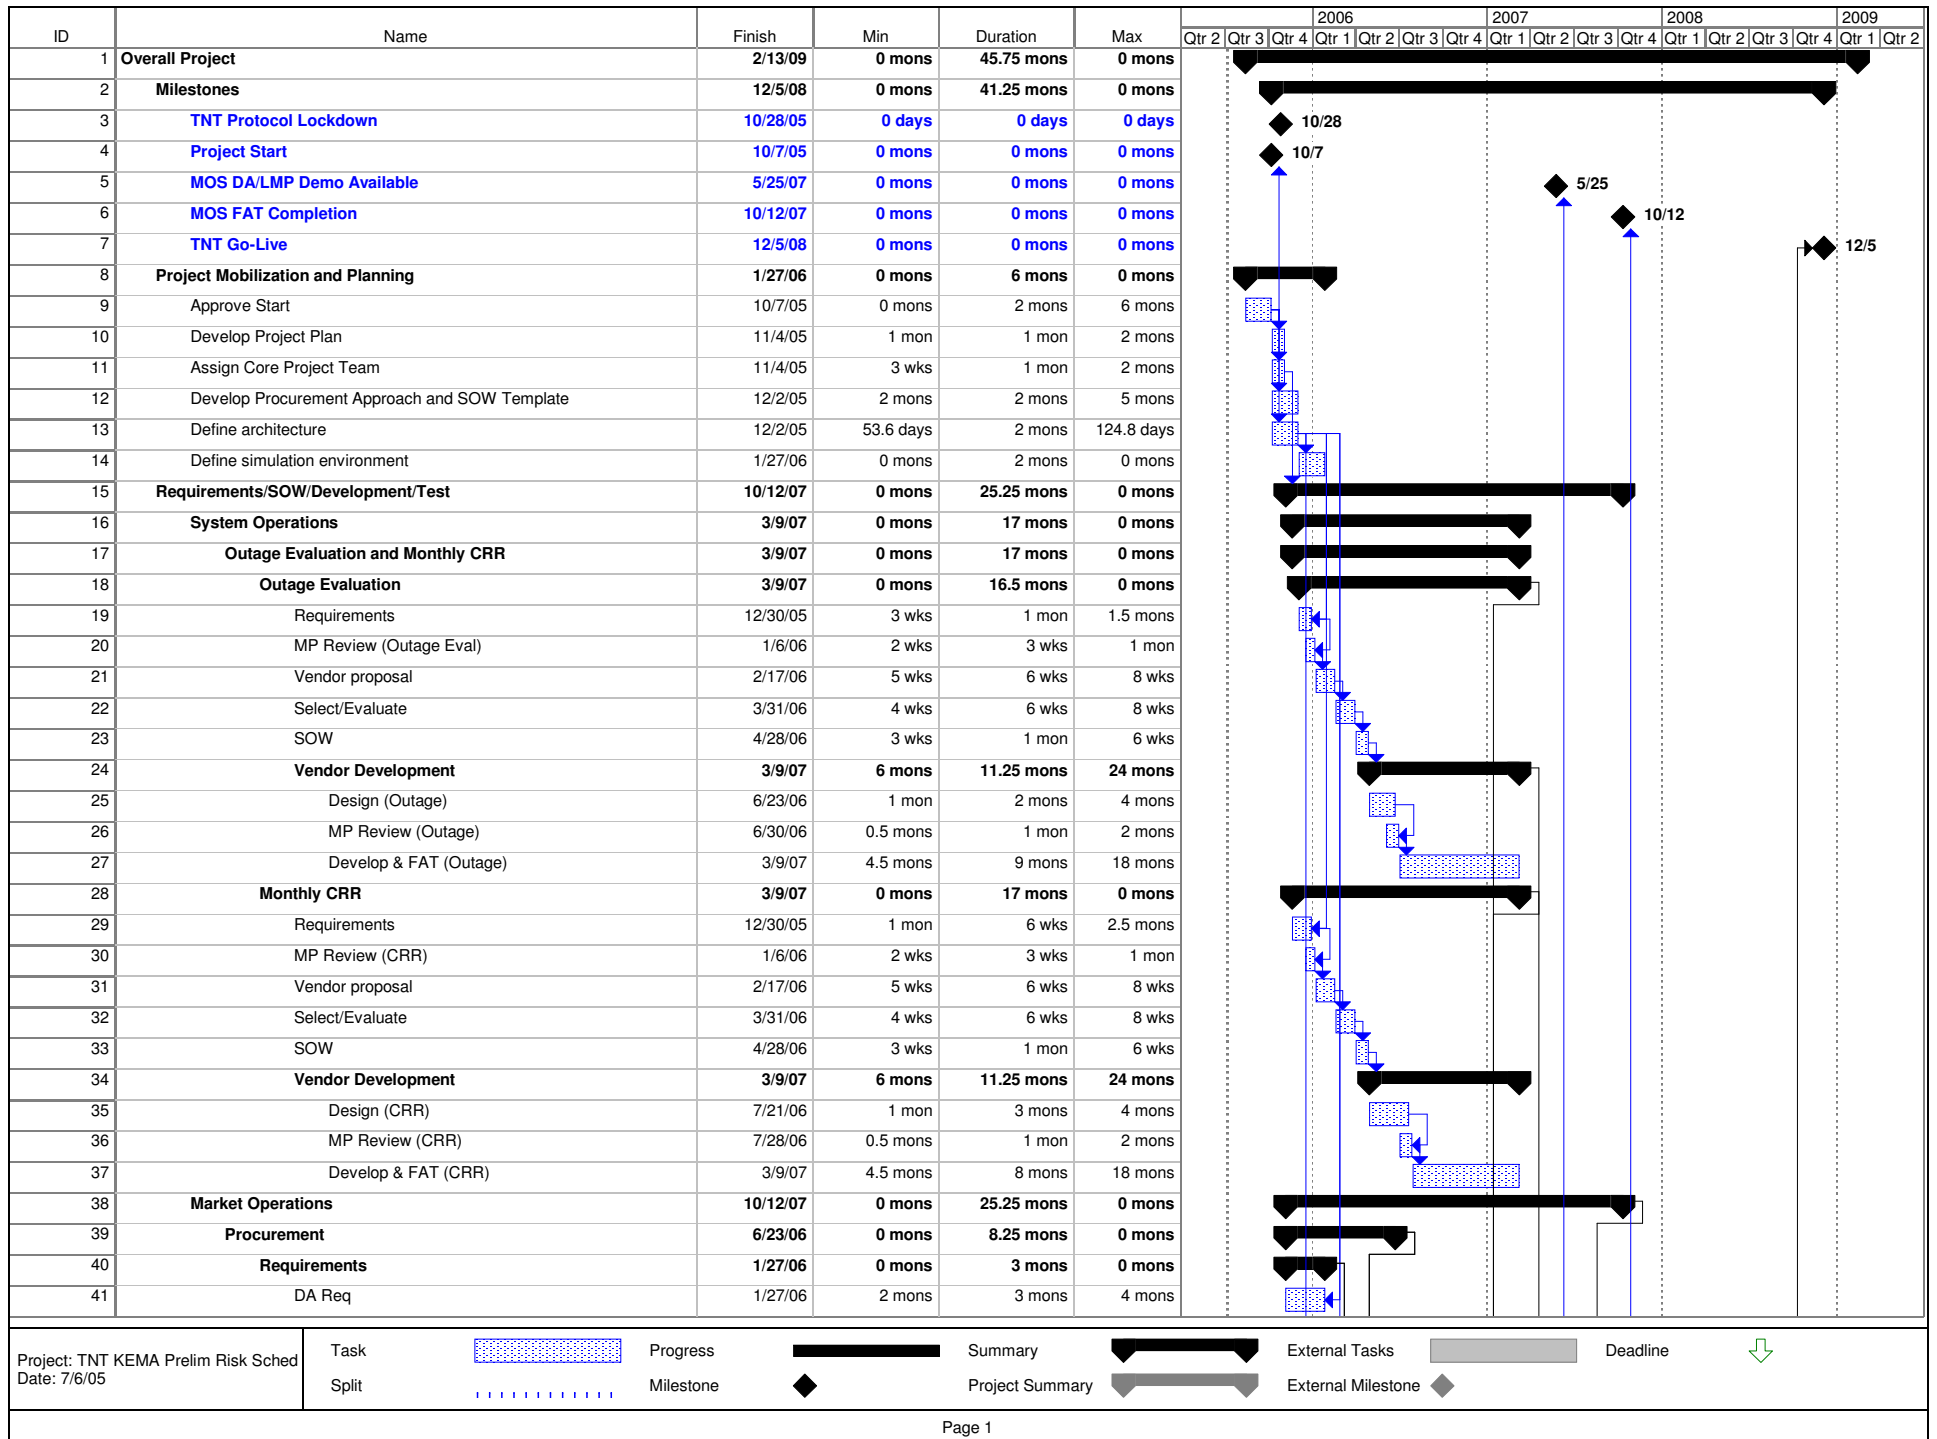 2006 2007 2008 2009
ID Name Finish Min Duration Max Qtr 2 Qtr 3 Qtr 4 Qtr 1 Qtr 2 Qtr 3 Qtr 4 Qtr 1 Qtr 2 Qtr 3 Qtr 4 Qtr 1 Qtr 2 Qtr 3 Qtr 4 Qtr 1 Qtr 2
1 Overall Project 2/13/09 0 mons 45.75 mons 0 mons
2 Milestones 12/5/08 0 mons 41.25 mons 0 mons
3 TNT Protocol Lockdown 10/28/05 0 days 0 days 0 days 10/28
4 Project Start 10/7/05 0 mons 0 mons 0 mons 10/7
5 MOS DA/LMP Demo Available 5/25/07 0 mons 0 mons 0 mons 5/25
6 MOS FAT Completion 10/12/07 0 mons 0 mons 0 mons 10/12
7 TNT Go-Live 12/5/08 0 mons 0 mons 0 mons 12/5
8 Project Mobilization and Planning 1/27/06 0 mons 6 mons 0 mons
9 Approve Start 10/7/05 0 mons 2 mons 6 mons
10 Develop Project Plan 11/4/05 1 mon 1 mon 2 mons
11 Assign Core Project Team 11/4/05 3 wks 1 mon 2 mons
12 Develop Procurement Approach and SOW Template 12/2/05 2 mons 2 mons 5 mons
13 Define architecture 12/2/05 53.6 days 2 mons 124.8 days
14 Define simulation environment 1/27/06 0 mons 2 mons 0 mons
15 Requirements/SOW/Development/Test 10/12/07 0 mons 25.25 mons 0 mons
16 System Operations 3/9/07 0 mons 17 mons 0 mons
17 Outage Evaluation and Monthly CRR 3/9/07 0 mons 17 mons 0 mons
18 Outage Evaluation 3/9/07 0 mons 16.5 mons 0 mons
19 Requirements 12/30/05 3 wks 1 mon 1.5 mons
20 MP Review (Outage Eval) 1/6/06 2 wks 3 wks 1 mon
21 Vendor proposal 2/17/06 5 wks 6 wks 8 wks
22 Select/Evaluate 3/31/06 4 wks 6 wks 8 wks
23 SOW 4/28/06 3 wks 1 mon 6 wks
24 Vendor Development 3/9/07 6 mons 11.25 mons 24 mons
25 Design (Outage) 6/23/06 1 mon 2 mons 4 mons
26 MP Review (Outage) 6/30/06 0.5 mons 1 mon 2 mons
27 Develop & FAT (Outage) 3/9/07 4.5 mons 9 mons 18 mons
28 Monthly CRR 3/9/07 0 mons 17 mons 0 mons
29 Requirements 12/30/05 1 mon 6 wks 2.5 mons
30 MP Review (CRR) 1/6/06 2 wks 3 wks 1 mon
31 Vendor proposal 2/17/06 5 wks 6 wks 8 wks
32 Select/Evaluate 3/31/06 4 wks 6 wks 8 wks
33 SOW 4/28/06 3 wks 1 mon 6 wks
34 Vendor Development 3/9/07 6 mons 11.25 mons 24 mons
35 Design (CRR) 7/21/06 1 mon 3 mons 4 mons
36 MP Review (CRR) 7/28/06 0.5 mons 1 mon 2 mons
37 Develop & FAT (CRR) 3/9/07 4.5 mons 8 mons 18 mons
38 Market Operations 10/12/07 0 mons 25.25 mons 0 mons
39 Procurement 6/23/06 0 mons 8.25 mons 0 mons
40 Requirements 1/27/06 0 mons 3 mons 0 mons
41 DA Req 1/27/06 2 mons 3 mons 4 mons
Project: TNT KEMA Prelim Risk Sched
Date: 7/6/05
Task Progress Summary External Tasks Deadline
Split Milestone Project Summary External Milestone
Page 1